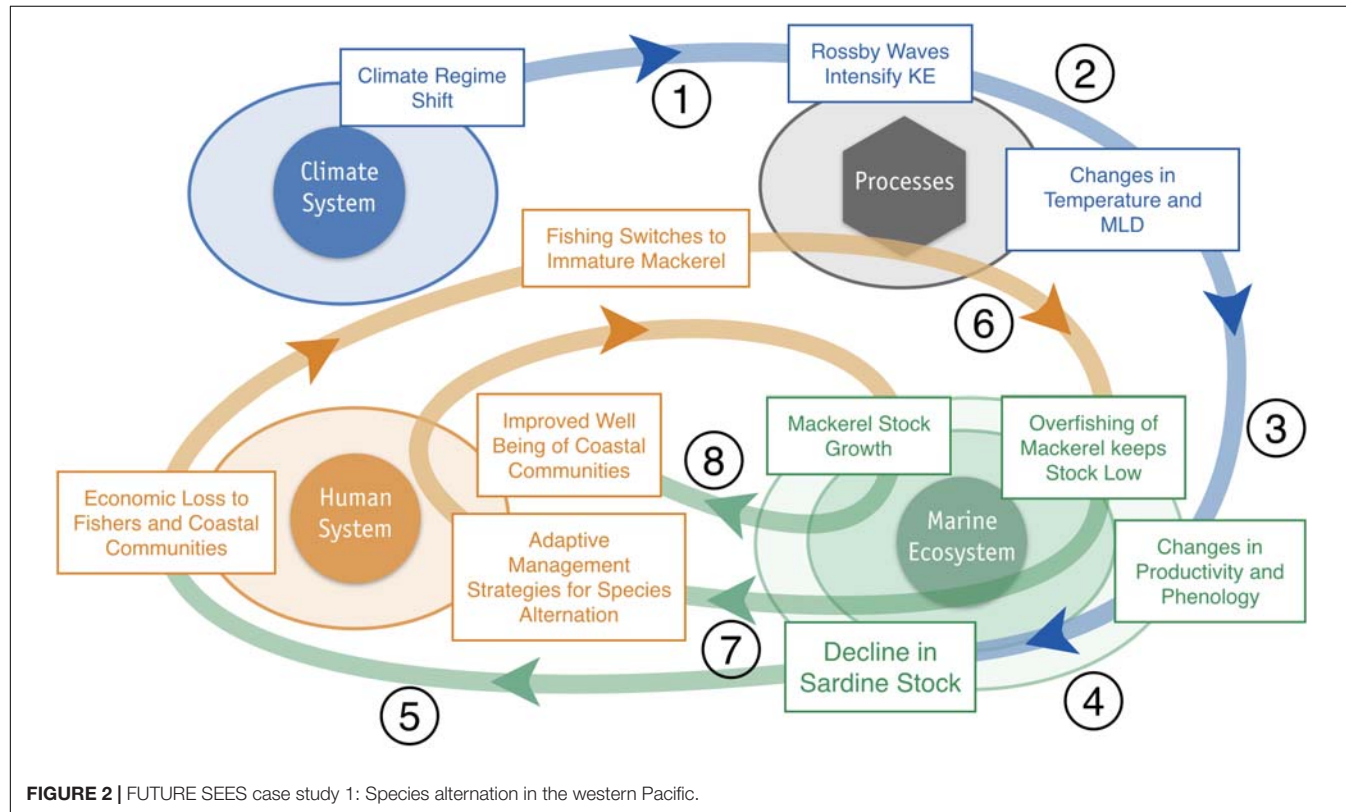 Climate Regime
Shift
1
Rossby Waves
Intensify KE
2
Climate
System
Processes
Changes in
Temperature and
MLD
Fishing Switches to
Immature Mackerel
6
3
Improved Well
Being of Coastal
Communities
8
Mackerel Stock
Growth
Overfishing of
Mackerel keeps
Stock Low
Economic Loss to
Fishers and Coastal
Communities
Human
System
Adaptive
Management
Strategies for Species
Alternation
Marine
Ecosystem
Changes in
Productivity and
Phenology
7
Decline in
Sardine Stock
4
5
FIGURE 2 | FUTURE SEES case study 1: Species alternation in the western Pacific.